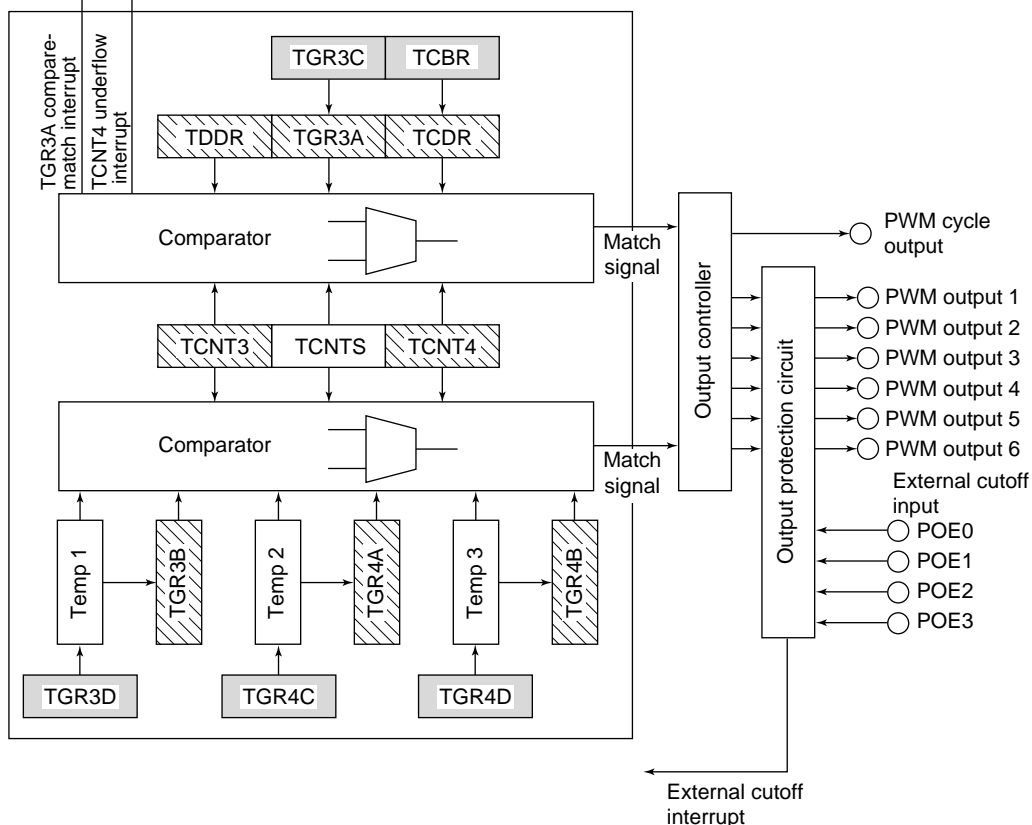 TGR3A compare-
match interrupt
TCNT4 underflow
interrupt
TGR3C
TCBR
TDDR
TGR3A
TCDR
Comparator
Match
signal
PWM cycle
output
TCNT3
TCNTS
TCNT4
Output controller
Output protection circuit
PWM output 1
PWM output 2
PWM output 3
PWM output 4
PWM output 5
PWM output 6
Comparator
Match
signal
External cutoff
input
POE0
POE1
POE2
POE3
Temp 1
TGR3B
Temp 2
TGR4A
Temp 3
TGR4B
TGR3D
TGR4C
TGR4D
External cutoff
interrupt